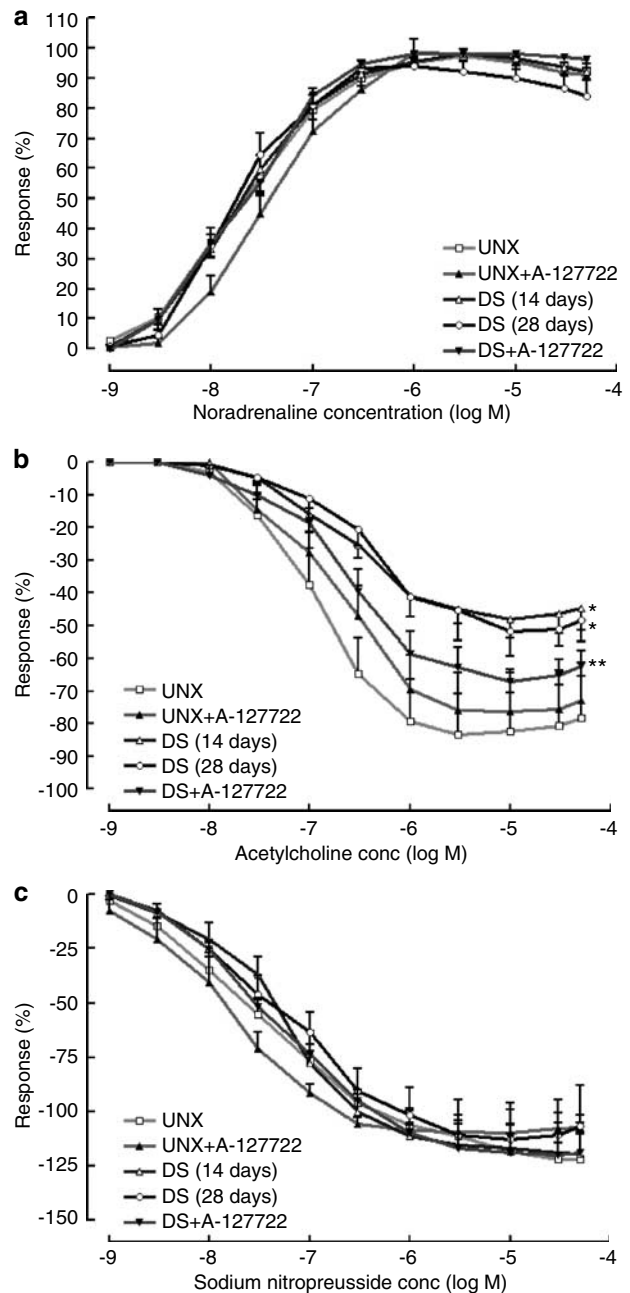 a
110
100
90
80
70
60
50
40
30
20
10
0
Response (%)
UNX
UNX+A-127722
DS (14 days)
DS (28 days)
DS+A-127722
-9 -8 -7 -6 -5 -4
Noradrenaline concentration (log M)
b
0
-10
-20
-30
-40
-50
-60
-70
-80
-90
-100
Response (%)
*
*
**
UNX
UNX+A-127722
DS (14 days)
DS (28 days)
DS+A-127722
-9 -8 -7 -6 -5 -4
Acetylcholine conc (log M)
c
0
-25
-50
-75
-100
-125
-150
Response (%)
UNX
UNX+A-127722
DS (14 days)
DS (28 days)
DS+A-127722
-9 -8 -7 -6 -5 -4
Sodium nitropreusside conc (log M)